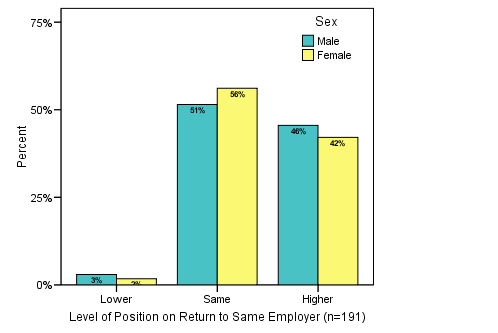 75%
50%
25%
0%
Percent
Sex
Male
Female
3%
2%
51%
56%
46%
42%
Lower Same Higher
Level of Position on Return to Same Employer (n=191)